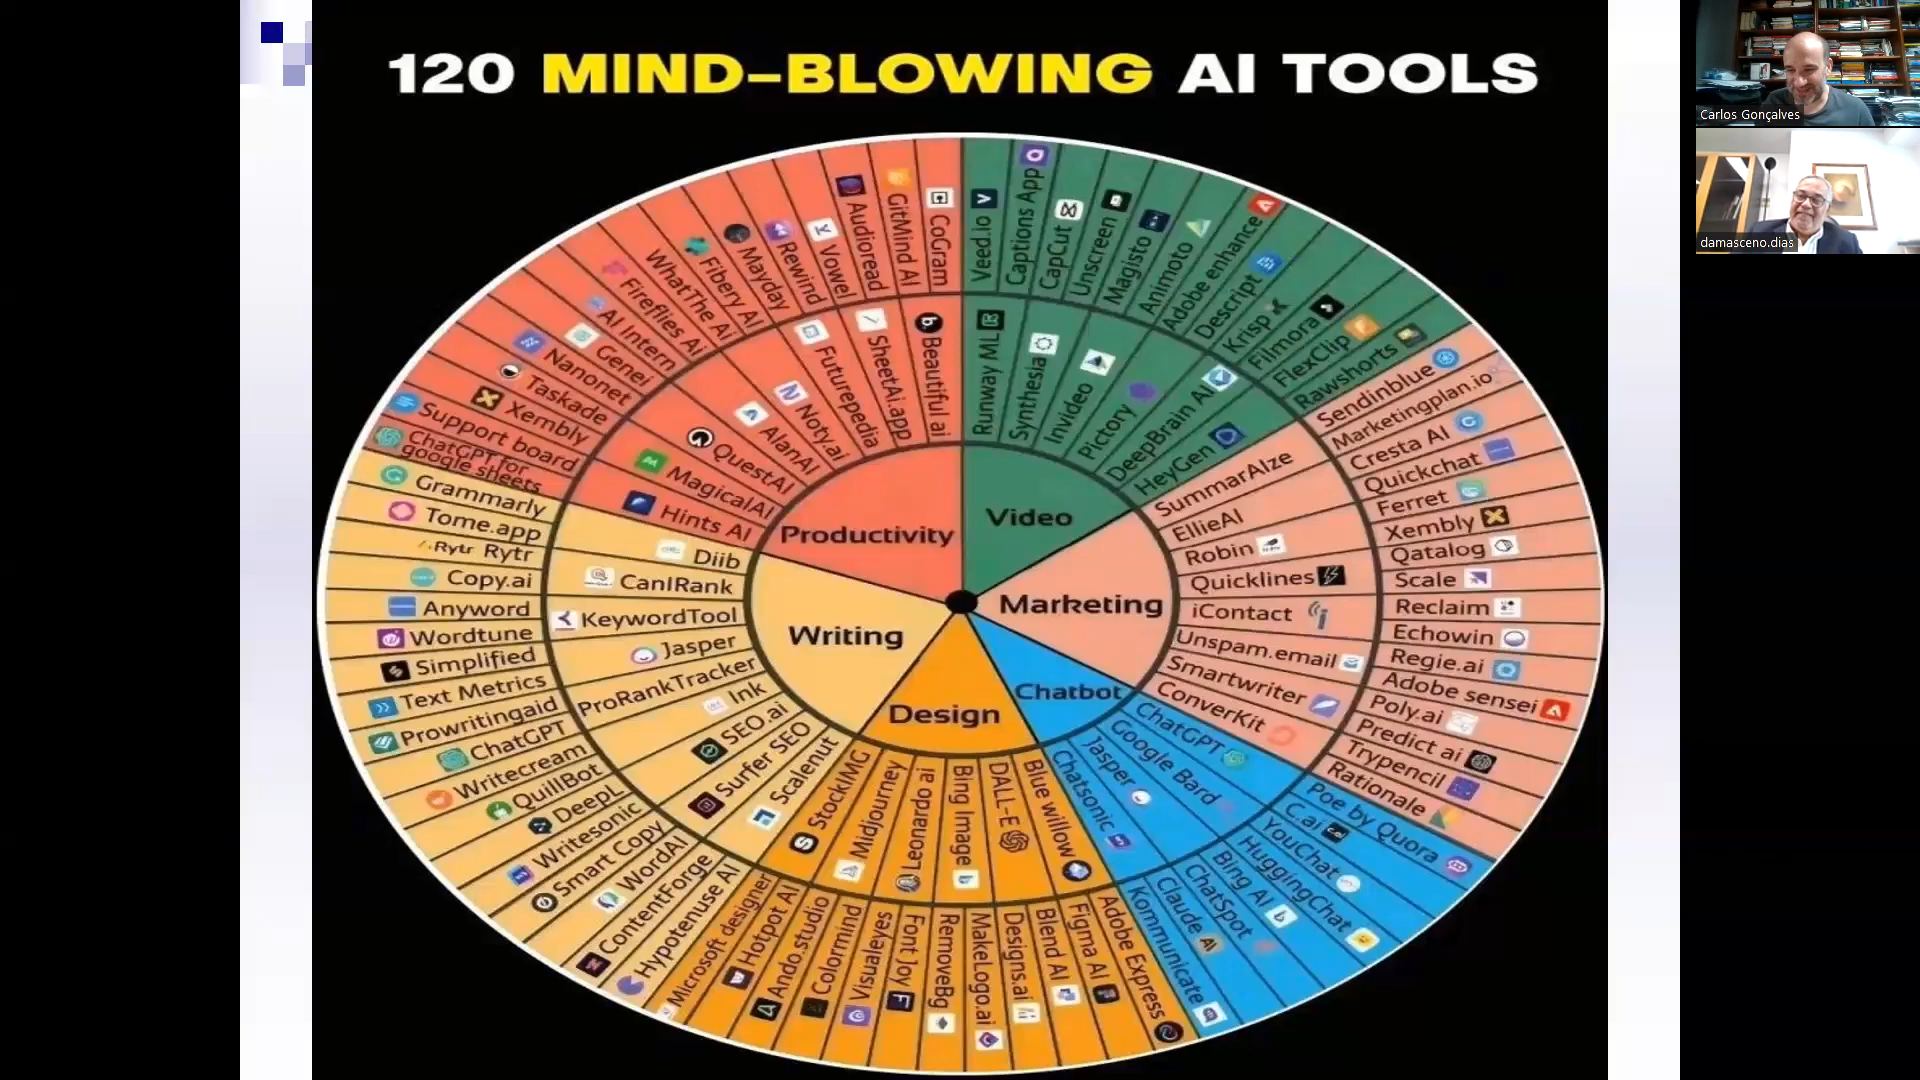 120 MIND-BLOWING AI TOOLS
Carlos Gonçalves
damasceno.dias
Productivity
Video
Marketing
Chatbot
Design
Writing
CoGram
GitMind AI
Audioread
Vowel
Rewind
Mayday
Fibery AI
WhatThe Ai
Fireflies Ai
AI Intern
Genei
Nanonet
Taskade
Xembly
Support board
ChatGPT for
google sheets
Beautiful.ai
SheetAi.app
Futurepedia
Noty.ai
AlanAI
QuestAI
MagicalAI
Hints AI
Veed.io
Captions App
CapCut
Unscreen
Magisto
Animoto
Adobe enhance
Descript
Krisp
Filmora
FlexClip
Rawshorts
Runway ML
Synthesia
Invideo
Pictory
DeepBrain AI
HeyGen
Sendinblue
Marketingplan.io
Cresta AI
Quickchat
Ferret
Xembly
Qatalog
Scale
Reclaim
Echowin
Regie.ai
Adobe sensei
Poly.ai
Predict ai
Typencil
Rationale
SummarAIze
EllieAI
Robin
Quicklines
iContact
Unspam.email
Smartwriter
ConverKit
ChatGPT
Google Bard
Jasper
Chatsonic
Poe by Quora
C.ai
YouChat
HuggingChat
Bing AI
ChatSpot
Claude
Kommunicate
Blue willow
DALL-E
Bing Image
Leonardo ai
Midjourney
StockIMG
Adobe Express
Figma AI
Blend AI
Designs.ai
MakeLogo.ai
RemoveBg
Font Joy
Visualeyes
Colormind
Ando.studio
Hotpot AI
Microsoft designer
Diib
CanIRank
KeywordTool
Jasper
ProRankTracker
Ink
SEO.ai
Surfer SEO
Scalenut
Grammarly
Tome.app
Rytr Rytr
Copy.ai
Anyword
Wordtune
Simplified
Text Metrics
Prowritingaid
ChatGPT
Writecream
QuillBot
DeepL
Writesonic
Smart Copy
WordAI
ContentForge
Hypotenuse AI